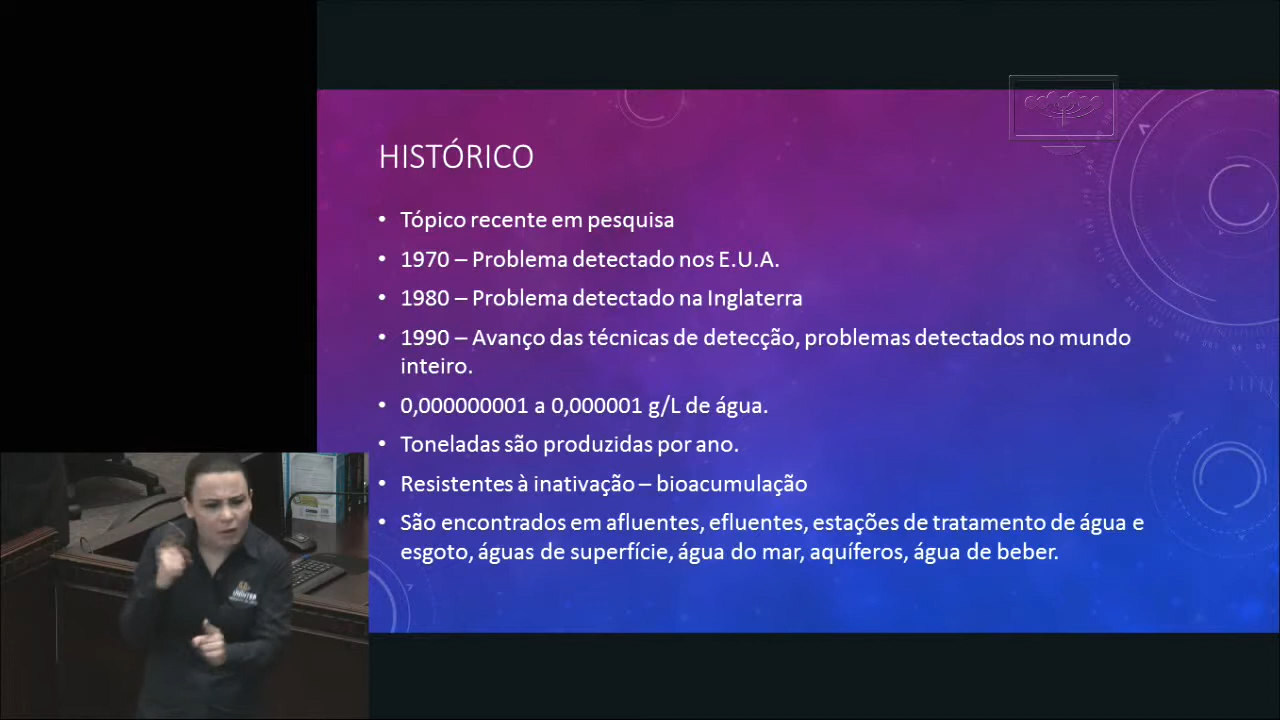 HISTÓRICO
• Tópico recente em pesquisa
• 1970 – Problema detectado nos E.U.A.
• 1980 – Problema detectado na Inglaterra
• 1990 – Avanço das técnicas de detecção, problemas detectados no mundo
inteiro.
• 0,000000001 a 0,000001 g/L de água.
• Toneladas são produzidas por ano.
• Resistentes à inativação – bioacumulação
• São encontrados em afluentes, efluentes, estações de tratamento de água e
esgoto, águas de superfície, água do mar, aquíferos, água de beber.